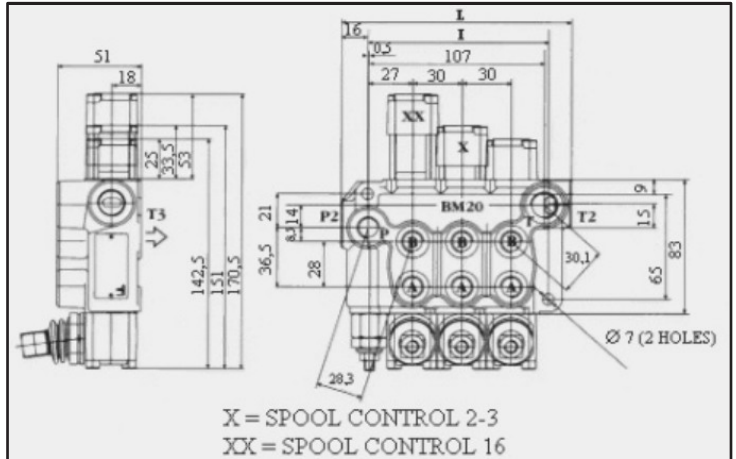 L
16
I
0,5
107
27 30 30
51
18
XX
X
25
33,5
53
T3
142,5
151
170,5
21
14
8,3
36,5
28
P2
P
BM20
T
T2
B B B
A A A
9
15
30,1
65
83
Ø 7 (2 HOLES)
28,3
X = SPOOL CONTROL 2-3
XX = SPOOL CONTROL 16